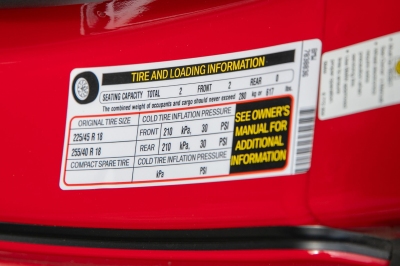 TIRE AND LOADING INFORMATION
SEATING CAPACITY TOTAL 2 FRONT 2 REAR 0
The combined weight of occupants and cargo should never exceed 280 kg or 617 lbs.
ORIGINAL TIRE SIZE COLD TIRE INFLATION PRESSURE
225/45 R 18 FRONT 210 kPa, 30 PSI
255/40 R 18 REAR 210 kPa, 30 PSI
COMPACT SPARE TIRE COLD TIRE INFLATION PRESSURE
kPa PSI
SEE OWNER'S
MANUAL FOR
ADDITIONAL
INFORMATION